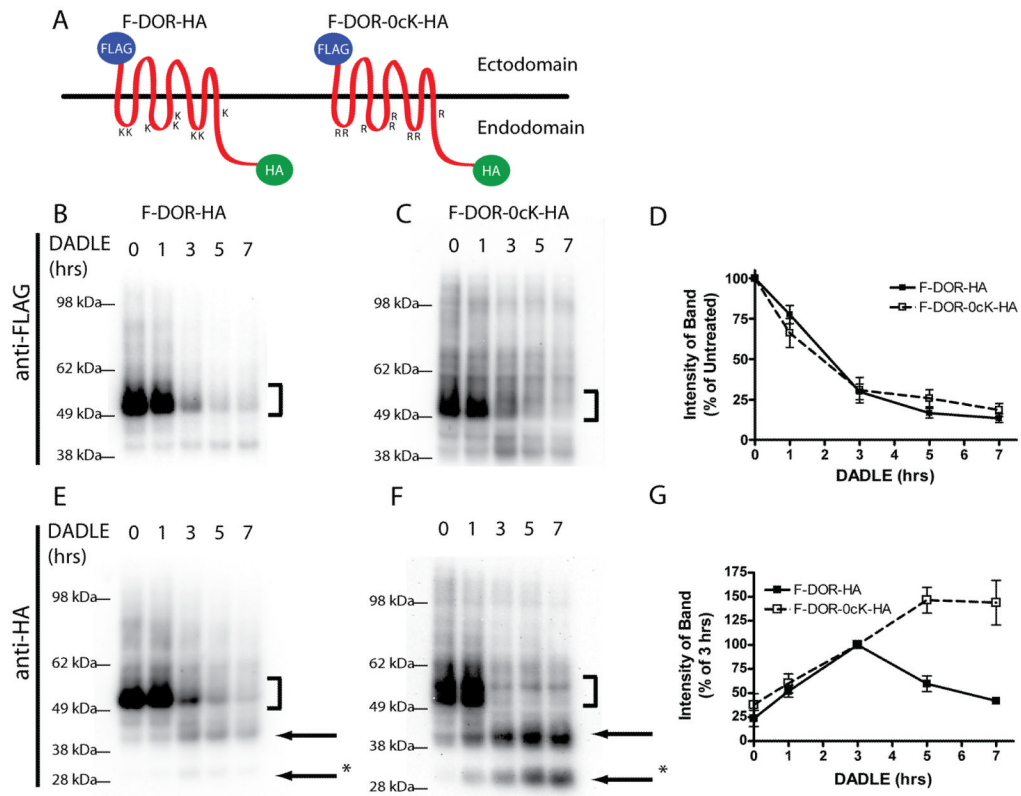 A
F-DOR-HA
F-DOR-0cK-HA
FLAG
FLAG
Ectodomain
Endodomain
KK
K
K
K
KK
K
HA
RR
R
R
R
RR
R
HA
anti-FLAG
B
F-DOR-HA
DADLE
(hrs)
0 1 3 5 7
98 kDa
62 kDa
49 kDa
38 kDa
C
F-DOR-0cK-HA
0 1 3 5 7
98 kDa
62 kDa
49 kDa
38 kDa
D
Intensity of Band
(% of Untreated)
100
75
50
25
0
0 1 2 3 4 5 6 7
DADLE (hrs)
F-DOR-HA
F-DOR-0cK-HA
anti-HA
E
DADLE
(hrs)
0 1 3 5 7
98 kDa
62 kDa
49 kDa
38 kDa
28 kDa
*
F
0 1 3 5 7
98 kDa
62 kDa
49 kDa
38 kDa
28 kDa
*
G
Intensity of Band
(% of 3 hrs)
175
150
125
100
75
50
25
0
0 1 2 3 4 5 6 7
DADLE (hrs)
F-DOR-HA
F-DOR-0cK-HA